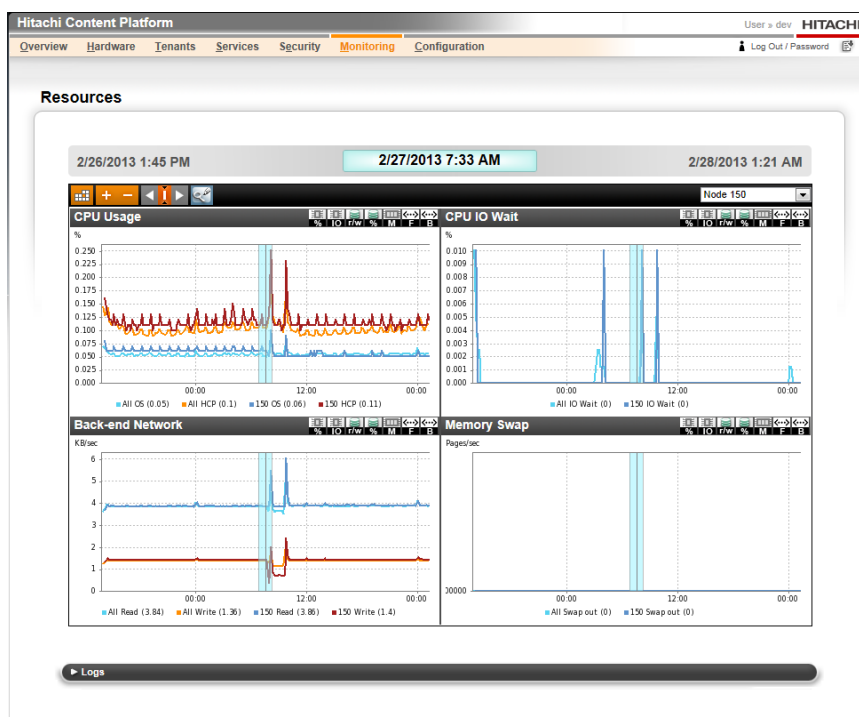 Hitachi Content Platform
User » dev HITACHI
Overview Hardware Tenants Services Security Monitoring Configuration
Log Out / Password
Resources
2/26/2013 1:45 PM 2/27/2013 7:33 AM 2/28/2013 1:21 AM
Node 150
CPU Usage
% IO r/w % M F B
%
0.250
0.225
0.200
0.175
0.150
0.125
0.100
0.075
0.050
0.025
0.000
00:00 12:00 00:00
All OS (0.05) All HCP (0.1) 150 OS (0.06) 150 HCP (0.11)
CPU IO Wait
% IO r/w % M F B
%
0.010
0.009
0.008
0.007
0.006
0.005
0.004
0.003
0.002
0.001
0.000
00:00 12:00 00:00
All IO Wait (0) 150 IO Wait (0)
Back-end Network
% IO r/w % M F B
KB/sec
6
5
4
3
2
1
0
00:00 12:00 00:00
All Read (3.84) All Write (1.36) 150 Read (3.86) 150 Write (1.4)
Memory Swap
% IO r/w % M F B
Pages/sec
00000
00:00 12:00 00:00
All Swap out (0) 150 Swap out (0)
Logs